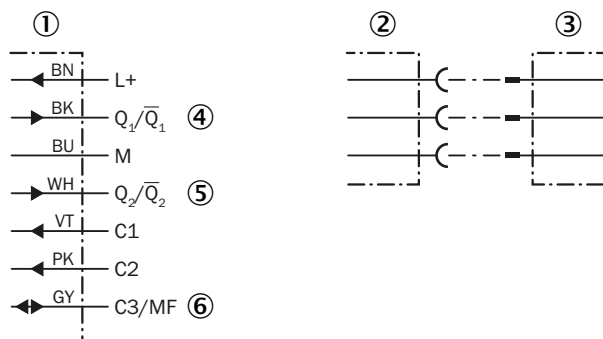 ① ② ③
BN L+
BK Q₁/Q̅₁ ④
BU M
WH Q₂/Q̅₂ ⑤
VT C1
PK C2
GY C3/MF ⑥